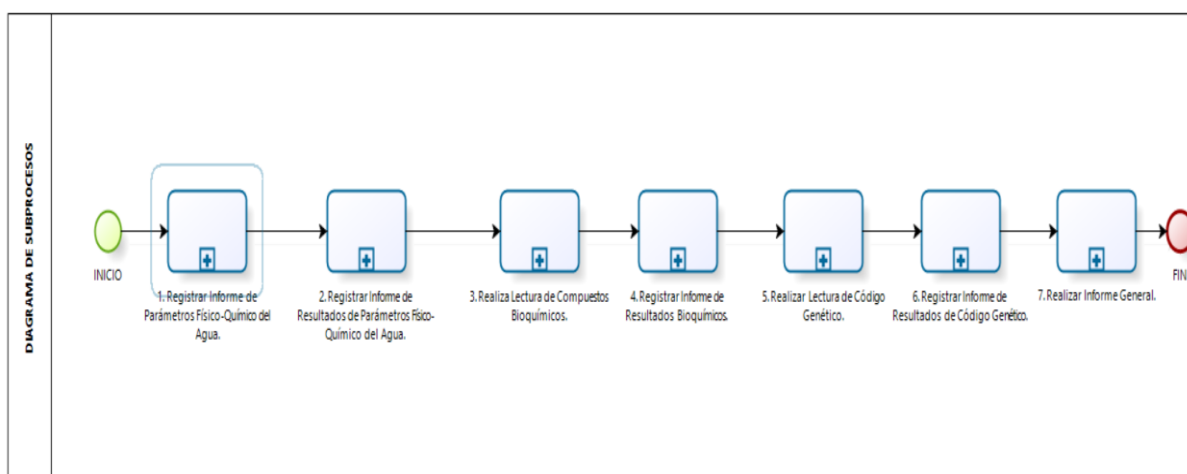 DIAGRAMA DE SUBPROCESOS
INICIO
1. Registrar Informe de
Parámetros Físico-Químico del
Agua.
2. Registrar Informe de
Resultados de Parámetros Físico-
Químico del Agua.
3. Realiza Lectura de Compuestos
Bioquímicos.
4. Registrar Informe de
Resultados Bioquímicos.
5. Realizar Lectura de Código
Genético.
6. Registrar Informe de
Resultados de Código Genético.
7. Realizar Informe General.
FIN